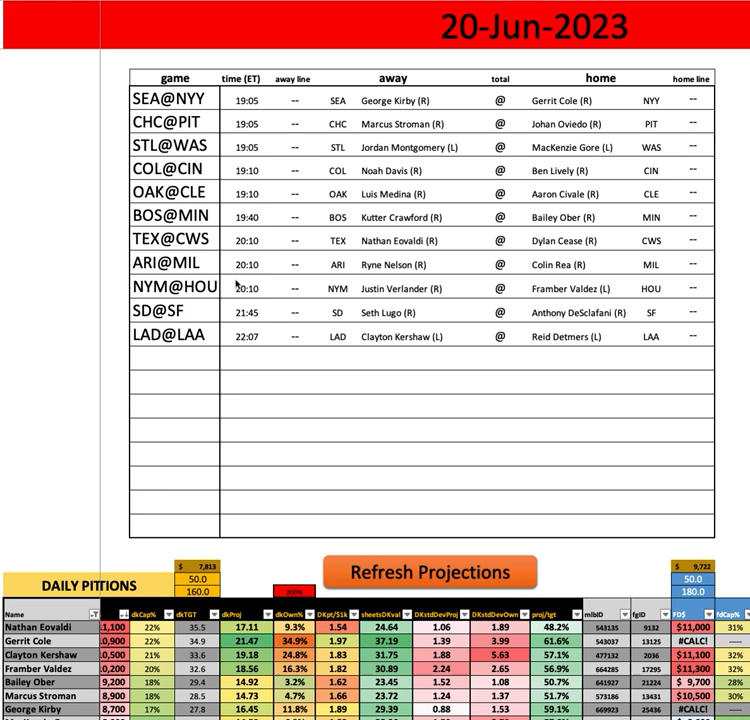 20-Jun-2023
game time (ET) away line away total home home line
SEA@NYY 19:05 -- SEA George Kirby (R) @ Gerrit Cole (R) NYY --
CHC@PIT 19:05 -- CHC Marcus Stroman (R) @ Johan Oviedo (R) PIT --
STL@WAS 19:05 -- STL Jordan Montgomery (L) @ MacKenzie Gore (L) WAS --
COL@CIN 19:10 -- COL Noah Davis (R) @ Ben Lively (R) CIN --
OAK@CLE 19:10 -- OAK Luis Medina (R) @ Aaron Civale (R) CLE --
BOS@MIN 19:40 -- BOS Kutter Crawford (R) @ Bailey Ober (R) MIN --
TEX@CWS 20:10 -- TEX Nathan Eovaldi (R) @ Dylan Cease (R) CWS --
ARI@MIL 20:10 -- ARI Ryne Nelson (R) @ Colin Rea (R) MIL --
NYM@HOU 20:10 -- NYM Justin Verlander (R) @ Framber Valdez (L) HOU --
SD@SF 21:45 -- SD Seth Lugo (R) @ Anthony DeSclafani (R) SF --
LAD@LAA 22:07 -- LAD Clayton Kershaw (L) @ Reid Detmers (L) LAA --
$ 7,813 $ 9,722
DAILY PITIONS 50.0 Refresh Projections 50.0
160.0 200% 180.0
Name dkCap% dkTGT dkProj dkOwn% DKpt/$1k sheetsDKval DKstdDevProj DKstdDevOwn proj/tgt mlbID fgID FD$ fdCap%
Nathan Eovaldi 11,100 22% 35.5 17.11 9.3% 1.54 24.64 1.06 1.89 48.2% 543135 9132 $11,000 31%
Gerrit Cole 10,900 22% 34.9 21.47 34.9% 1.97 37.19 1.39 3.99 61.6% 543037 13125 #CALC! -----
Clayton Kershaw 10,500 21% 33.6 19.18 24.8% 1.83 31.75 1.88 5.63 57.1% 477132 2036 $11,100 32%
Framber Valdez 10,200 20% 32.6 18.56 16.3% 1.82 30.89 2.24 2.65 56.9% 664285 17295 $11,300 32%
Bailey Ober 9,200 18% 29.4 14.92 3.2% 1.62 23.45 1.52 1.08 50.7% 641927 21224 $ 9,700 28%
Marcus Stroman 8,900 18% 28.5 14.73 4.7% 1.66 23.72 1.24 1.37 51.7% 573186 13431 $10,500 30%
George Kirby 8,700 17% 27.8 16.45 11.8% 1.89 29.39 0.88 1.53 59.1% 669923 25436 #CALC! -----